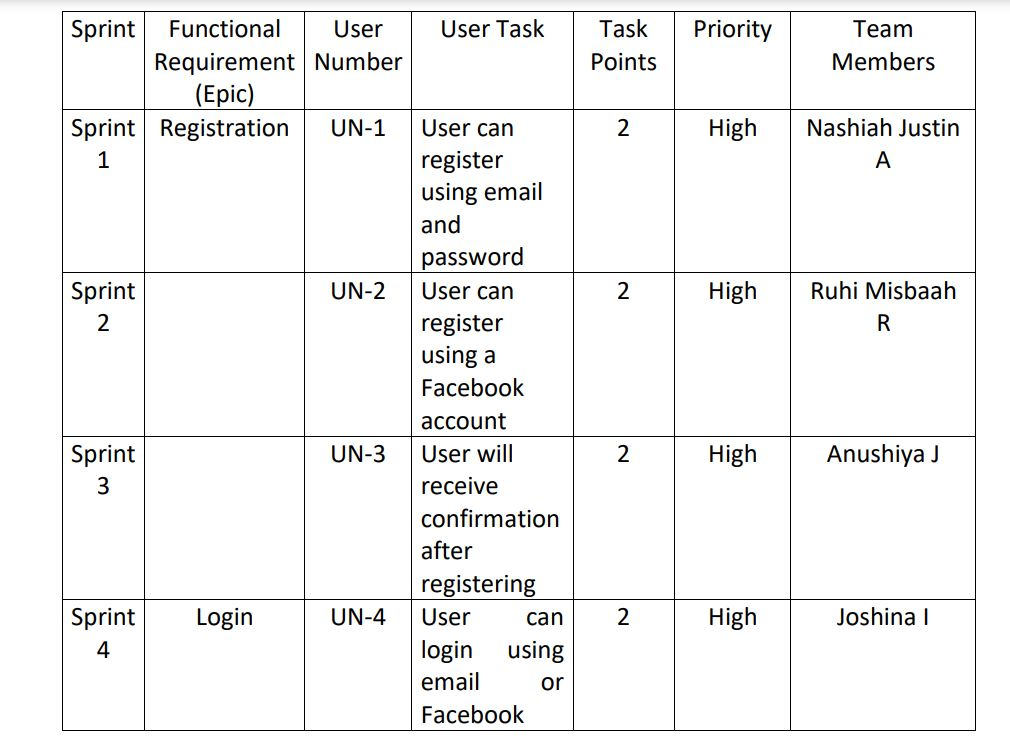 Sprint Functional Requirement (Epic) User Number User Task Task Points Priority Team Members
Sprint 1 Registration UN-1 User can register using email and password 2 High Nashiah Justin A
Sprint 2 UN-2 User can register using a Facebook account 2 High Ruhi Misbaah R
Sprint 3 UN-3 User will receive confirmation after registering 2 High Anushiya J
Sprint 4 Login UN-4 User can login using email or Facebook 2 High Joshina I